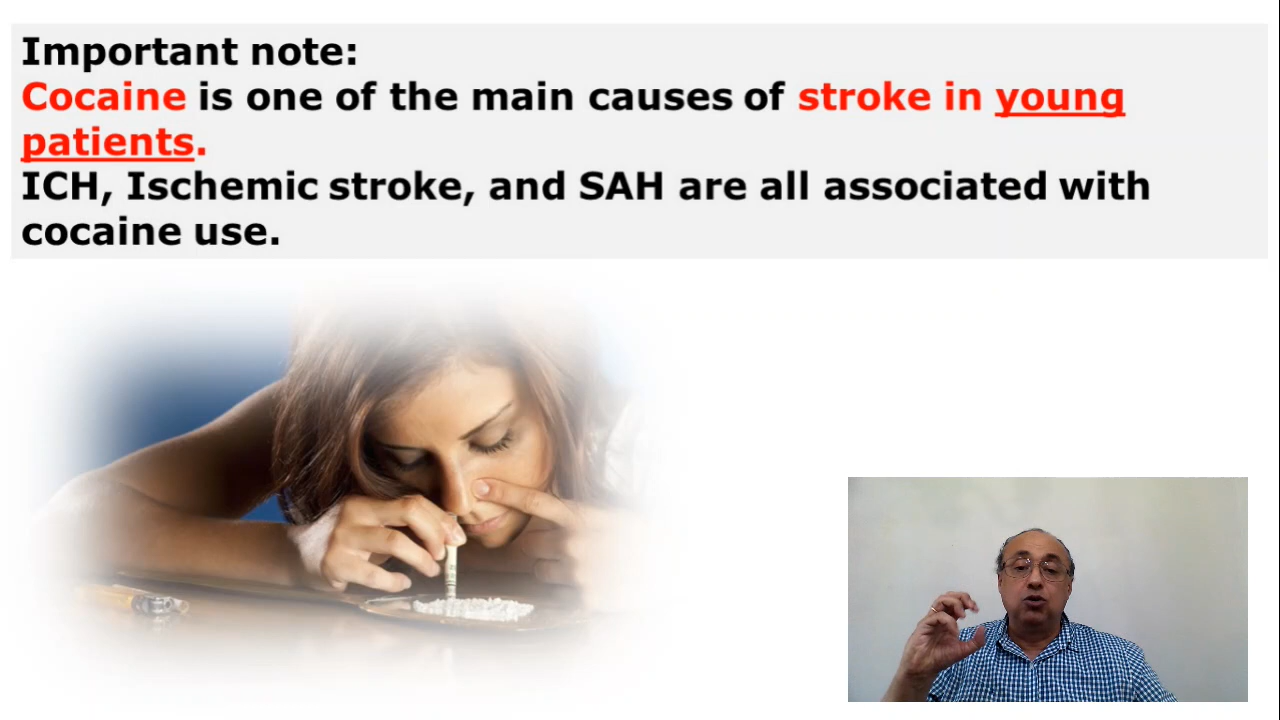 Important note:
Cocaine is one of the main causes of stroke in young
patients.
ICH, Ischemic stroke, and SAH are all associated with
cocaine use.